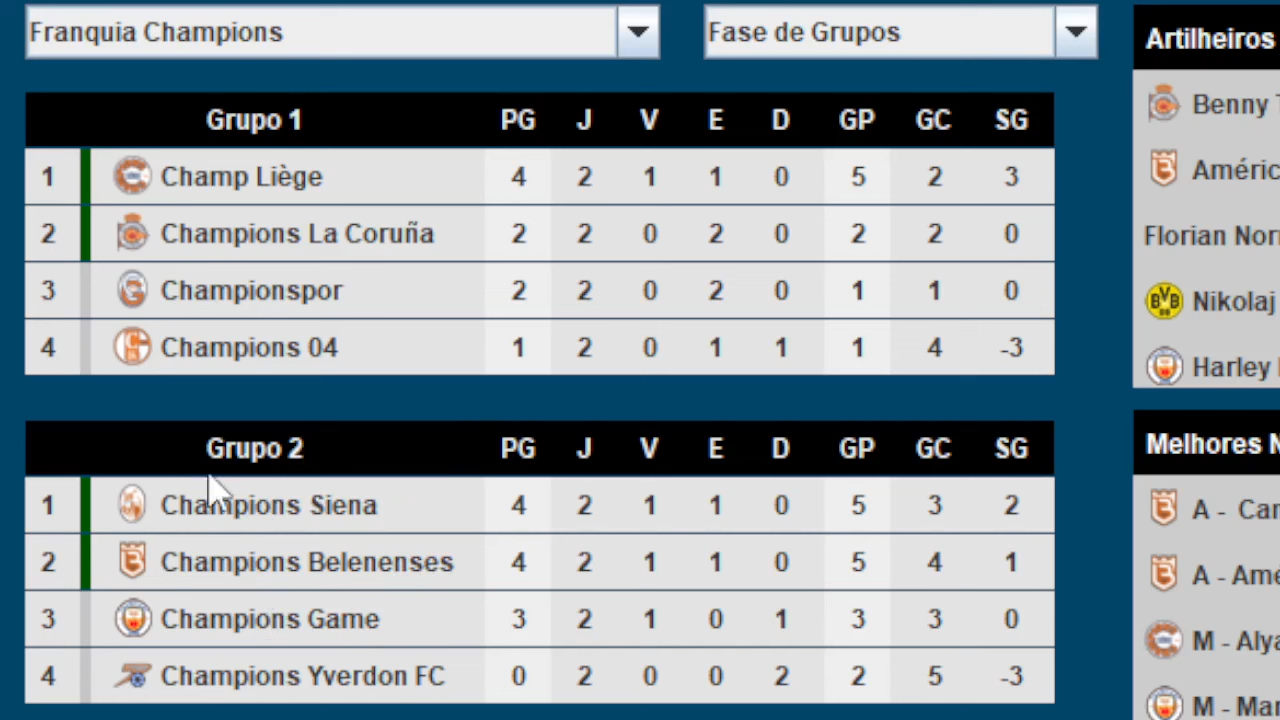 Franquia Champions
Fase de Grupos
Grupo 1 PG J V E D GP GC SG
1 Champ Liège 4 2 1 1 0 5 2 3
2 Champions La Coruña 2 2 0 2 0 2 2 0
3 Championspor 2 2 0 2 0 1 1 0
4 Champions 04 1 2 0 1 1 1 4 -3
Grupo 2 PG J V E D GP GC SG
1 Champions Siena 4 2 1 1 0 5 3 2
2 Champions Belenenses 4 2 1 1 0 5 4 1
3 Champions Game 3 2 1 0 1 3 3 0
4 Champions Yverdon FC 0 2 0 0 2 2 5 -3
Artilheiros
Benny
Améric
Florian Nor
BVB Nikolaj
Harley
Melhores
A - Car
A - Amé
M - Alya
M - Mar